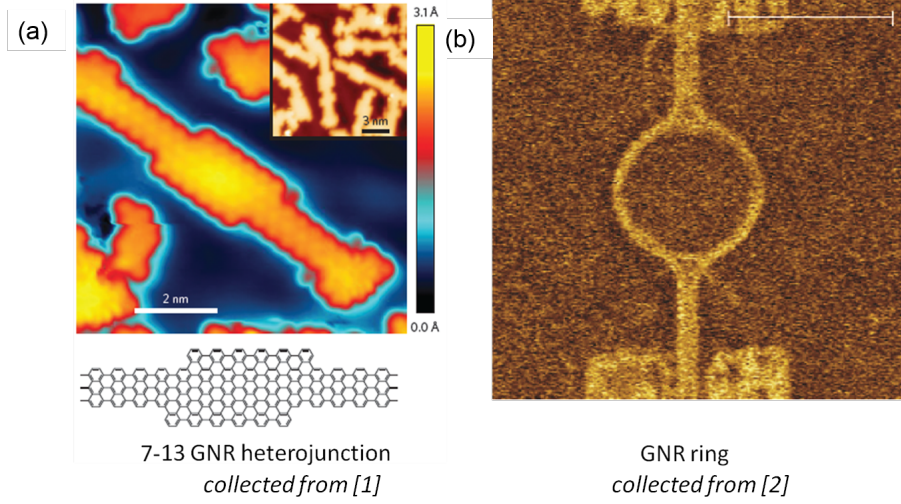 (a)
3.1Å
3 nm
2 nm
0.0 Å
7-13 GNR heterojunction
collected from [1]
(b)
GNR ring
collected from [2]